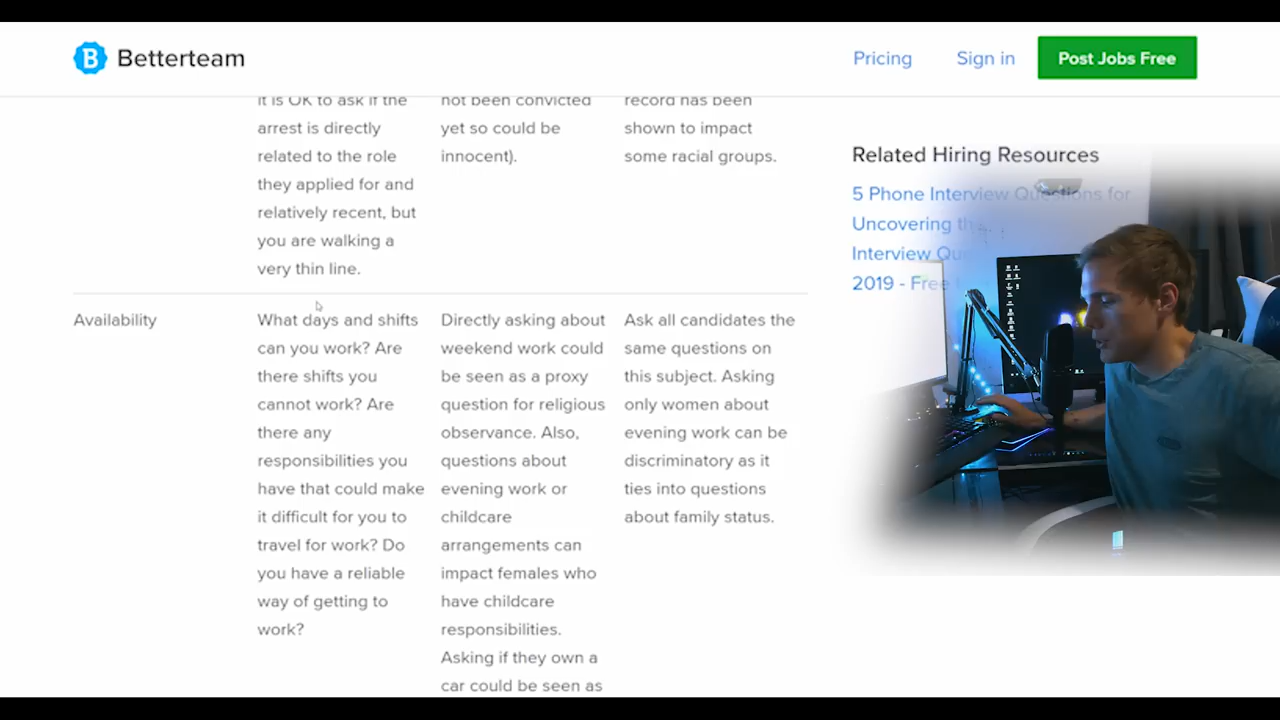 Betterteam
Pricing
Sign in
Post Jobs Free
it is OK to ask if the
arrest is directly
related to the role
they applied for and
relatively recent, but
you are walking a
very thin line.
not been convicted
yet so could be
innocent).
record has been
shown to impact
some racial groups.
Availability
What days and shifts
can you work? Are
there shifts you
cannot work? Are
there any
responsibilities you
have that could make
it difficult for you to
travel for work? Do
you have a reliable
way of getting to
work?
Directly asking about
weekend work could
be seen as a proxy
question for religious
observance. Also,
questions about
evening work or
childcare
arrangements can
impact females who
have childcare
responsibilities.
Asking if they own a
car could be seen as
Ask all candidates the
same questions on
this subject. Asking
only women about
evening work can be
discriminatory as it
ties into questions
about family status.
Related Hiring Resources
5 Phone Interview Questions for
Uncovering
Interview
2019 - Free